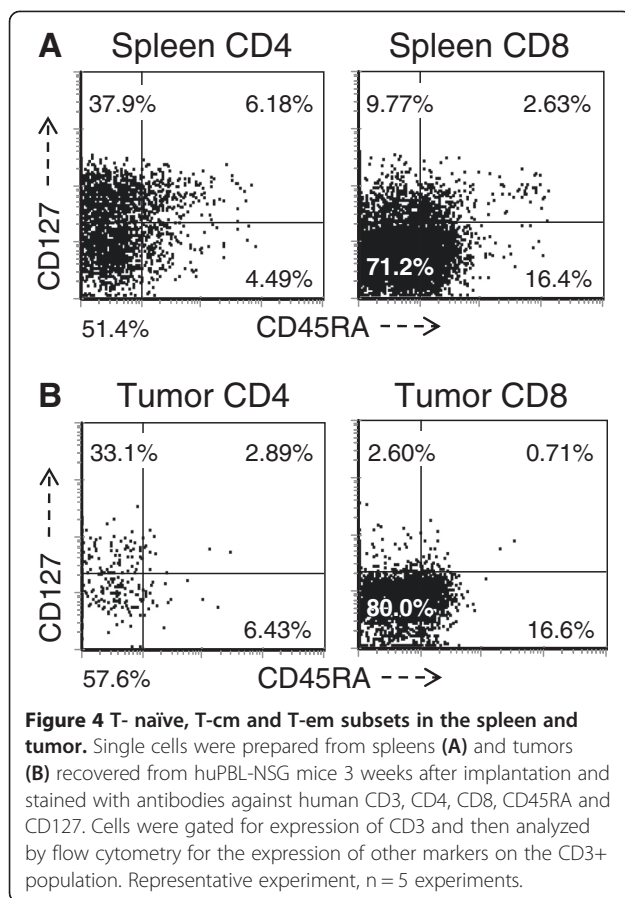 A Spleen CD4 Spleen CD8
37.9% 6.18% 9.77% 2.63%
CD127 --->
71.2%
4.49% 16.4%
51.4% CD45RA --->
B Tumor CD4 Tumor CD8
33.1% 2.89% 2.60% 0.71%
CD127 --->
80.0%
6.43% 16.6%
57.6% CD45RA --->
Figure 4 T- naïve, T-cm and T-em subsets in the spleen and
tumor. Single cells were prepared from spleens (A) and tumors
(B) recovered from huPBL-NSG mice 3 weeks after implantation and
stained with antibodies against human CD3, CD4, CD8, CD45RA and
CD127. Cells were gated for expression of CD3 and then analyzed
by flow cytometry for the expression of other markers on the CD3+
population. Representative experiment, n = 5 experiments.